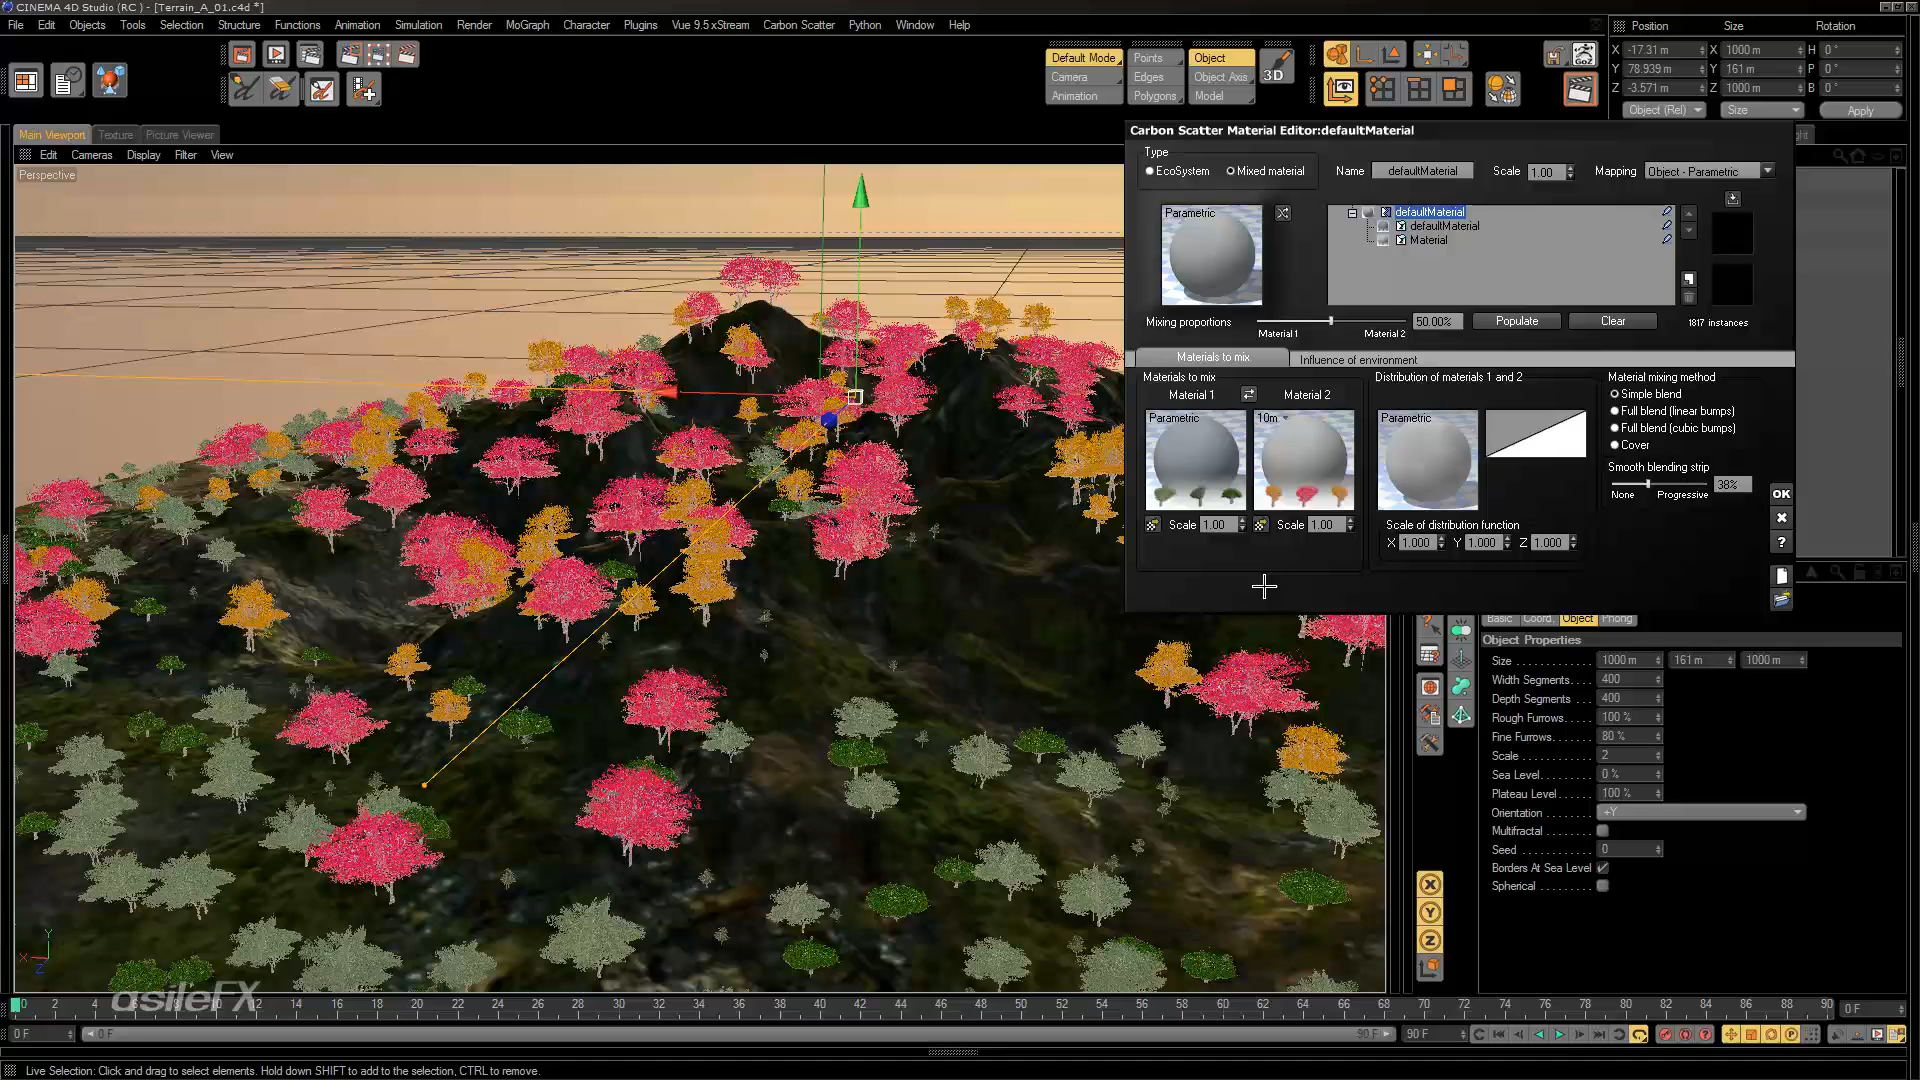 CINEMA 4D Studio (RC ) - [Terrain_A_01.c4d *]
File Edit Objects Tools Selection Structure Functions Animation Simulation Render MoGraph Character Plugins Vue 9.5 xStream Carbon Scatter Python Window Help
Default Mode Points Object
Camera Edges Object Axis
Animation Polygons Model
3D
GoZ
Position Size Rotation
X -17.31 m X 1000 m H 0 °
Y 78.939 m Y 161 m P 0 °
Z -3.571 m Z 1000 m B 0 °
Object (Rel) Size Apply
Main Viewport Texture Picture Viewer
Edit Cameras Display Filter View
Perspective
Carbon Scatter Material Editor:defaultMaterial
Type
EcoSystem Mixed material
Name defaultMaterial Scale 1.00 Mapping Object - Parametric
Parametric
defaultMaterial
defaultMaterial
Material
Mixing proportions
Material 1 Material 2
50.00% Populate Clear 1817 instances
Materials to mix Influence of environment
Materials to mix
Material 1 Material 2
Parametric 10m
Scale 1.00 Scale 1.00
Distribution of materials 1 and 2
Parametric
Scale of distribution function
X 1.000 Y 1.000 Z 1.000
Material mixing method
Simple blend
Full blend (linear bumps)
Full blend (cubic bumps)
Cover
Smooth blending strip
None Progressive 38%
OK
?
Basic Coord. Object Phong
Object Properties
Size 1000 m 161 m 1000 m
Width Segments 400
Depth Segments 400
Rough Furrows 100 %
Fine Furrows 80 %
Scale 2
Sea Level 0 %
Plateau Level 100 %
Orientation +Y
Multifractal
Seed 0
Borders At Sea Level
Spherical
X
Y
Z
Y
X
Z
asileFX
0 2 4 6 8 10 12 14 16 18 20 22 24 26 28 30 32 34 36 38 40 42 44 46 48 50 52 54 56 58 60 62 64 66 68 70 72 74 76 78 80 82 84 86 88 90 0 F
0 F 0 F 90 F 90 F
Live Selection: Click and drag to select elements. Hold down SHIFT to add to the selection, CTRL to remove.